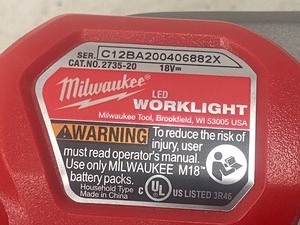 SER. C12BA200406882X
CAT.NO. 2735-20 18V⎓
Milwaukee
LED
WORKLIGHT
Milwaukee Tool, Brookfield, WI 53005 USA
WARNING To reduce the risk of
injury, user
must read operator's manual.
Use only MILWAUKEE M18™
battery packs.
Household Type
Made in China
C UL US LISTED 3R46